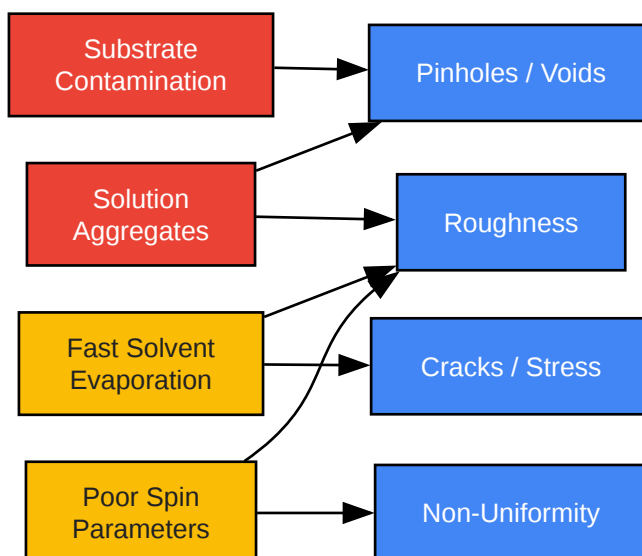 Substrate
Contamination
Pinholes / Voids
Solution
Aggregates
Roughness
Fast Solvent
Evaporation
Cracks / Stress
Poor Spin
Parameters
Non-Uniformity